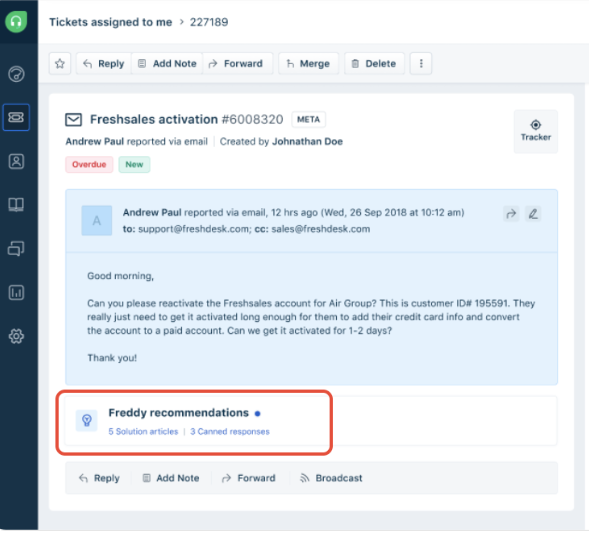 Tickets assigned to me > 227189
Reply Add Note Forward Merge Delete
Freshsales activation #6008320 META
Tracker
Andrew Paul reported via email | Created by Johnathan Doe
Overdue New
A
Andrew Paul reported via email, 12 hrs ago (Wed, 26 Sep 2018 at 10:12 am)
to: support@freshdesk.com; cc: sales@freshdesk.com
Good morning,
Can you please reactivate the Freshsales account for Air Group? This is customer ID# 195591. They
really just need to get it activated long enough for them to add their credit card info and convert
the account to a paid account. Can we get it activated for 1-2 days?
Thank you!
Freddy recommendations
5 Solution articles | 3 Canned responses
Reply Add Note Forward Broadcast